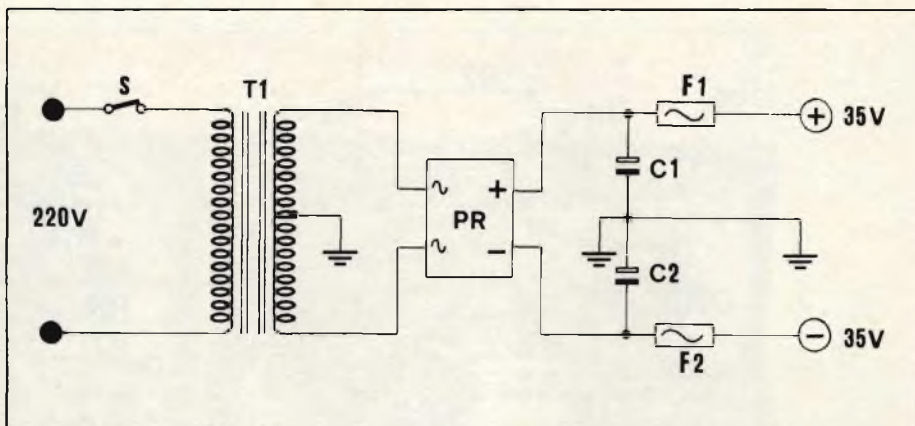 S
T1
F1
+ 35V
C1
220V
~ +
PR
~ −
C2
F2
− 35V